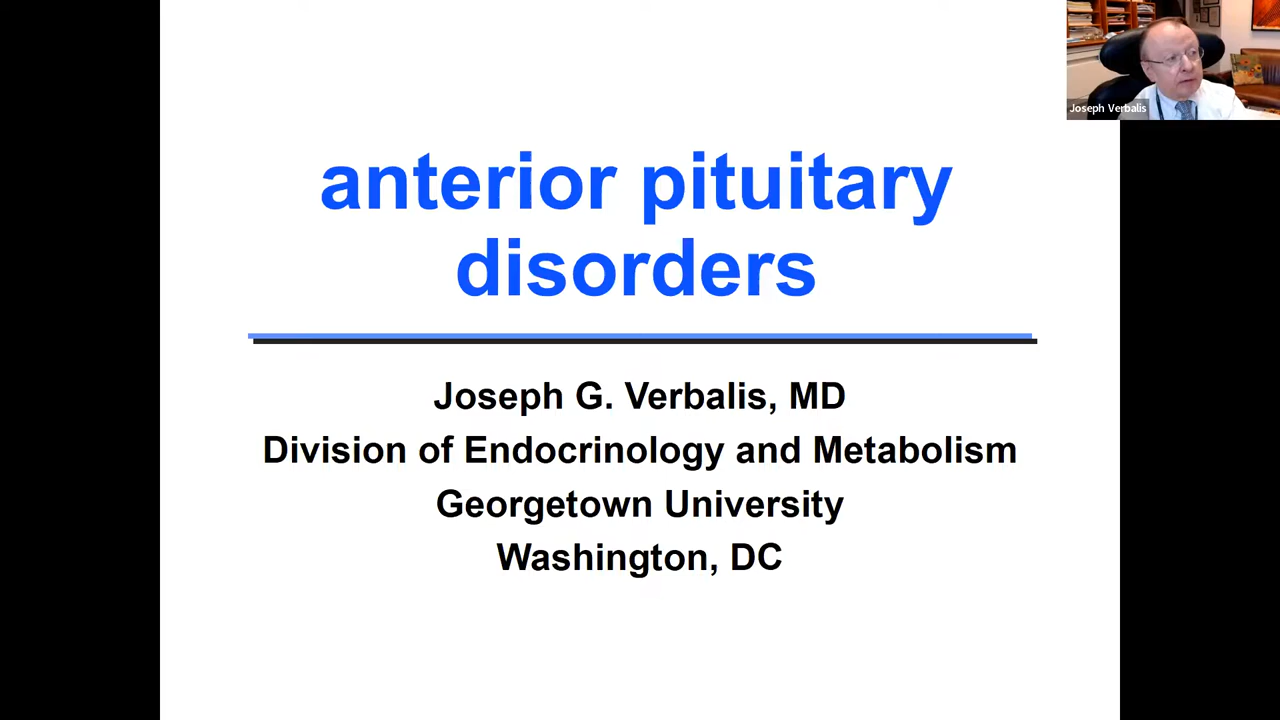 Joseph Verbalis
anterior pituitary
disorders
Joseph G. Verbalis, MD
Division of Endocrinology and Metabolism
Georgetown University
Washington, DC